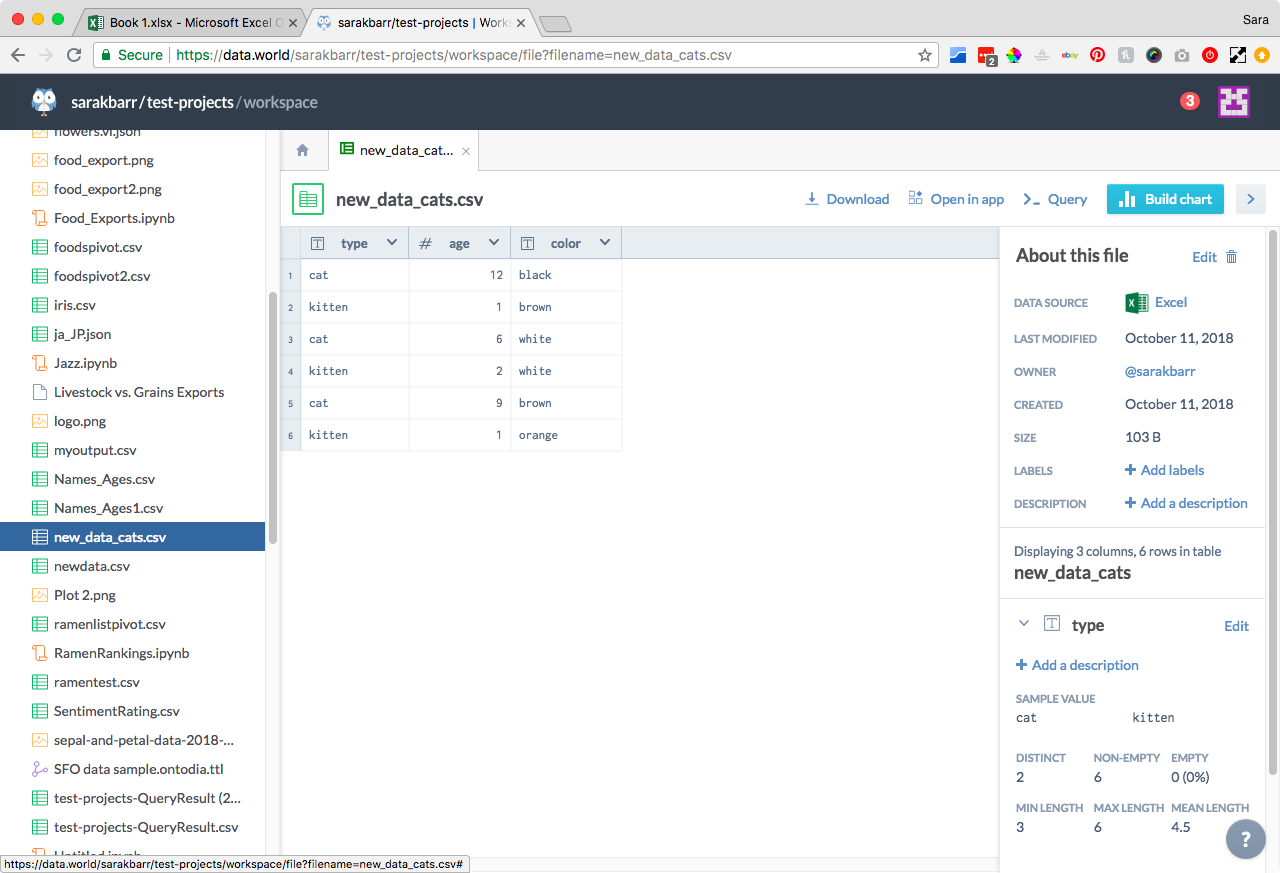 Book 1.xlsx - Microsoft Excel O
sarakbarr/test-projects | Works
Sara
Secure
https://data.world/sarakbarr/test-projects/workspace/file?filename=new_data_cats.csv
2
ebay
sarakbarr/test-projects/workspace
3
flowers.vl.json
food_export.png
food_export2.png
Food_Exports.ipynb
foodspivot.csv
foodspivot2.csv
iris.csv
ja_JP.json
Jazz.ipynb
Livestock vs. Grains Exports
logo.png
myoutput.csv
Names_Ages.csv
Names_Ages1.csv
new_data_cats.csv
newdata.csv
Plot 2.png
ramenlistpivot.csv
RamenRankings.ipynb
ramentest.csv
SentimentRating.csv
sepal-and-petal-data-2018-...
SFO data sample.ontodia.ttl
test-projects-QueryResult (2...
test-projects-QueryResult.csv
Untitled.ipynb
https://data.world/sarakbarr/test-projects/workspace/file?filename=new_data_cats.csv#
new_data_cat...
new_data_cats.csv
Download
Open in app
Query
Build chart
type # age color
1 cat 12 black
2 kitten 1 brown
3 cat 6 white
4 kitten 2 white
5 cat 9 brown
6 kitten 1 orange
About this file
Edit
DATA SOURCE Excel
LAST MODIFIED October 11, 2018
OWNER @sarakbarr
CREATED October 11, 2018
SIZE 103 B
LABELS + Add labels
DESCRIPTION + Add a description
Displaying 3 columns, 6 rows in table
new_data_cats
type
Edit
+ Add a description
SAMPLE VALUE
cat kitten
DISTINCT NON-EMPTY EMPTY
2 6 0 (0%)
MIN LENGTH MAX LENGTH MEAN LENGTH
3 6 4.5
?